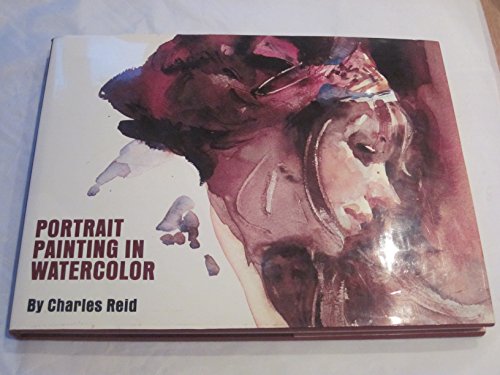 PORTRAIT
PAINTING IN
WATERCOLOR
By Charles Reid